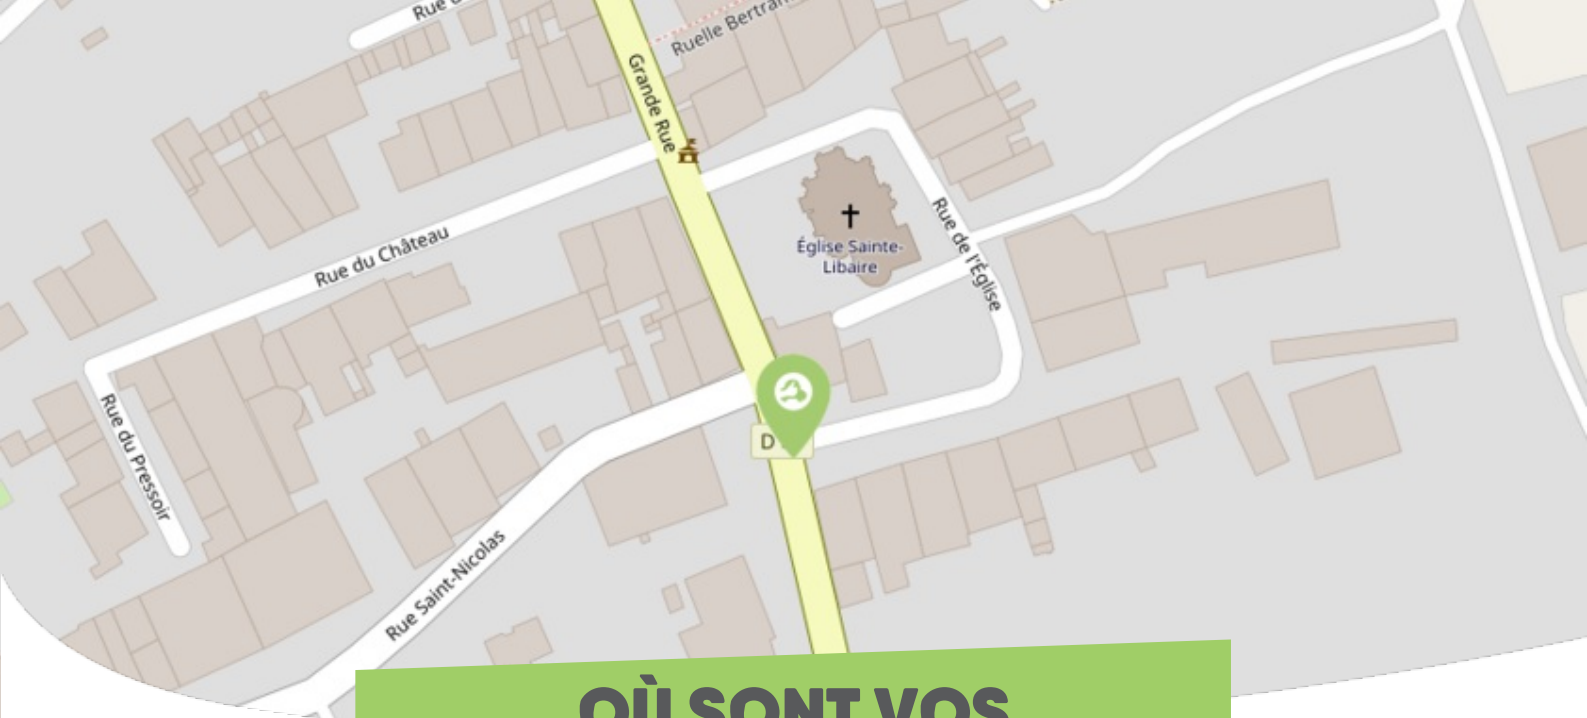 Rue
Ruelle Bertran
Grande Rue
Rue du Château
Rue de l'Église
Église Sainte-
Libaire
Rue du Pressoir
D
Rue Saint-Nicolas
OÙ SONT VOS